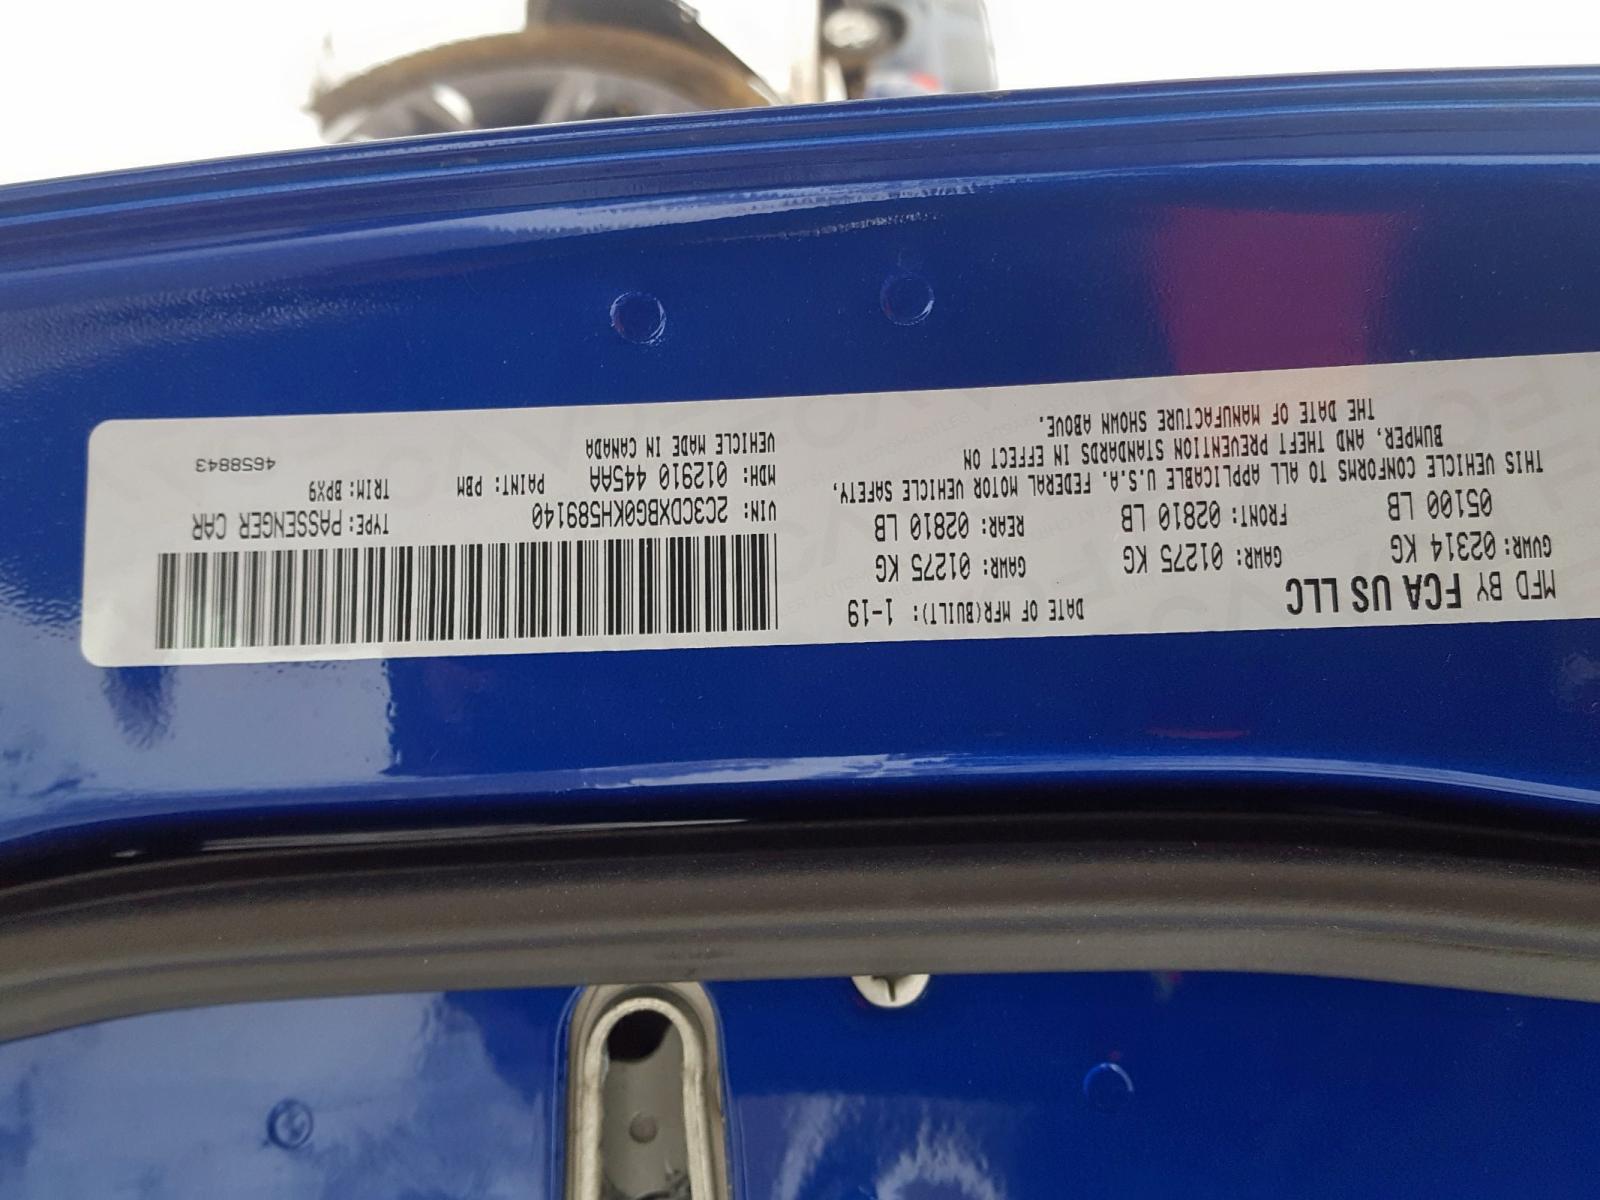 MFD BY FCA US LLC
DATE OF MFR(BUILT): 1-19
GVWR: 02314 KG
05100 LB
GAWR: 01275 KG
FRONT: 02810 LB
GAWR: 01275 KG
REAR: 02810 LB
THIS VEHICLE CONFORMS TO ALL APPLICABLE U.S.A. FEDERAL MOTOR VEHICLE SAFETY,
BUMPER, AND THEFT PREVENTION STANDARDS IN EFFECT ON
THE DATE OF MANUFACTURE SHOWN ABOVE.
VIN: 2C3CDXBG0KH589140
TYPE: PASSENGER CAR
MDH: 012910 445AA
PAINT: PBM
TRIM: BPX9
VEHICLE MADE IN CANADA
4658843